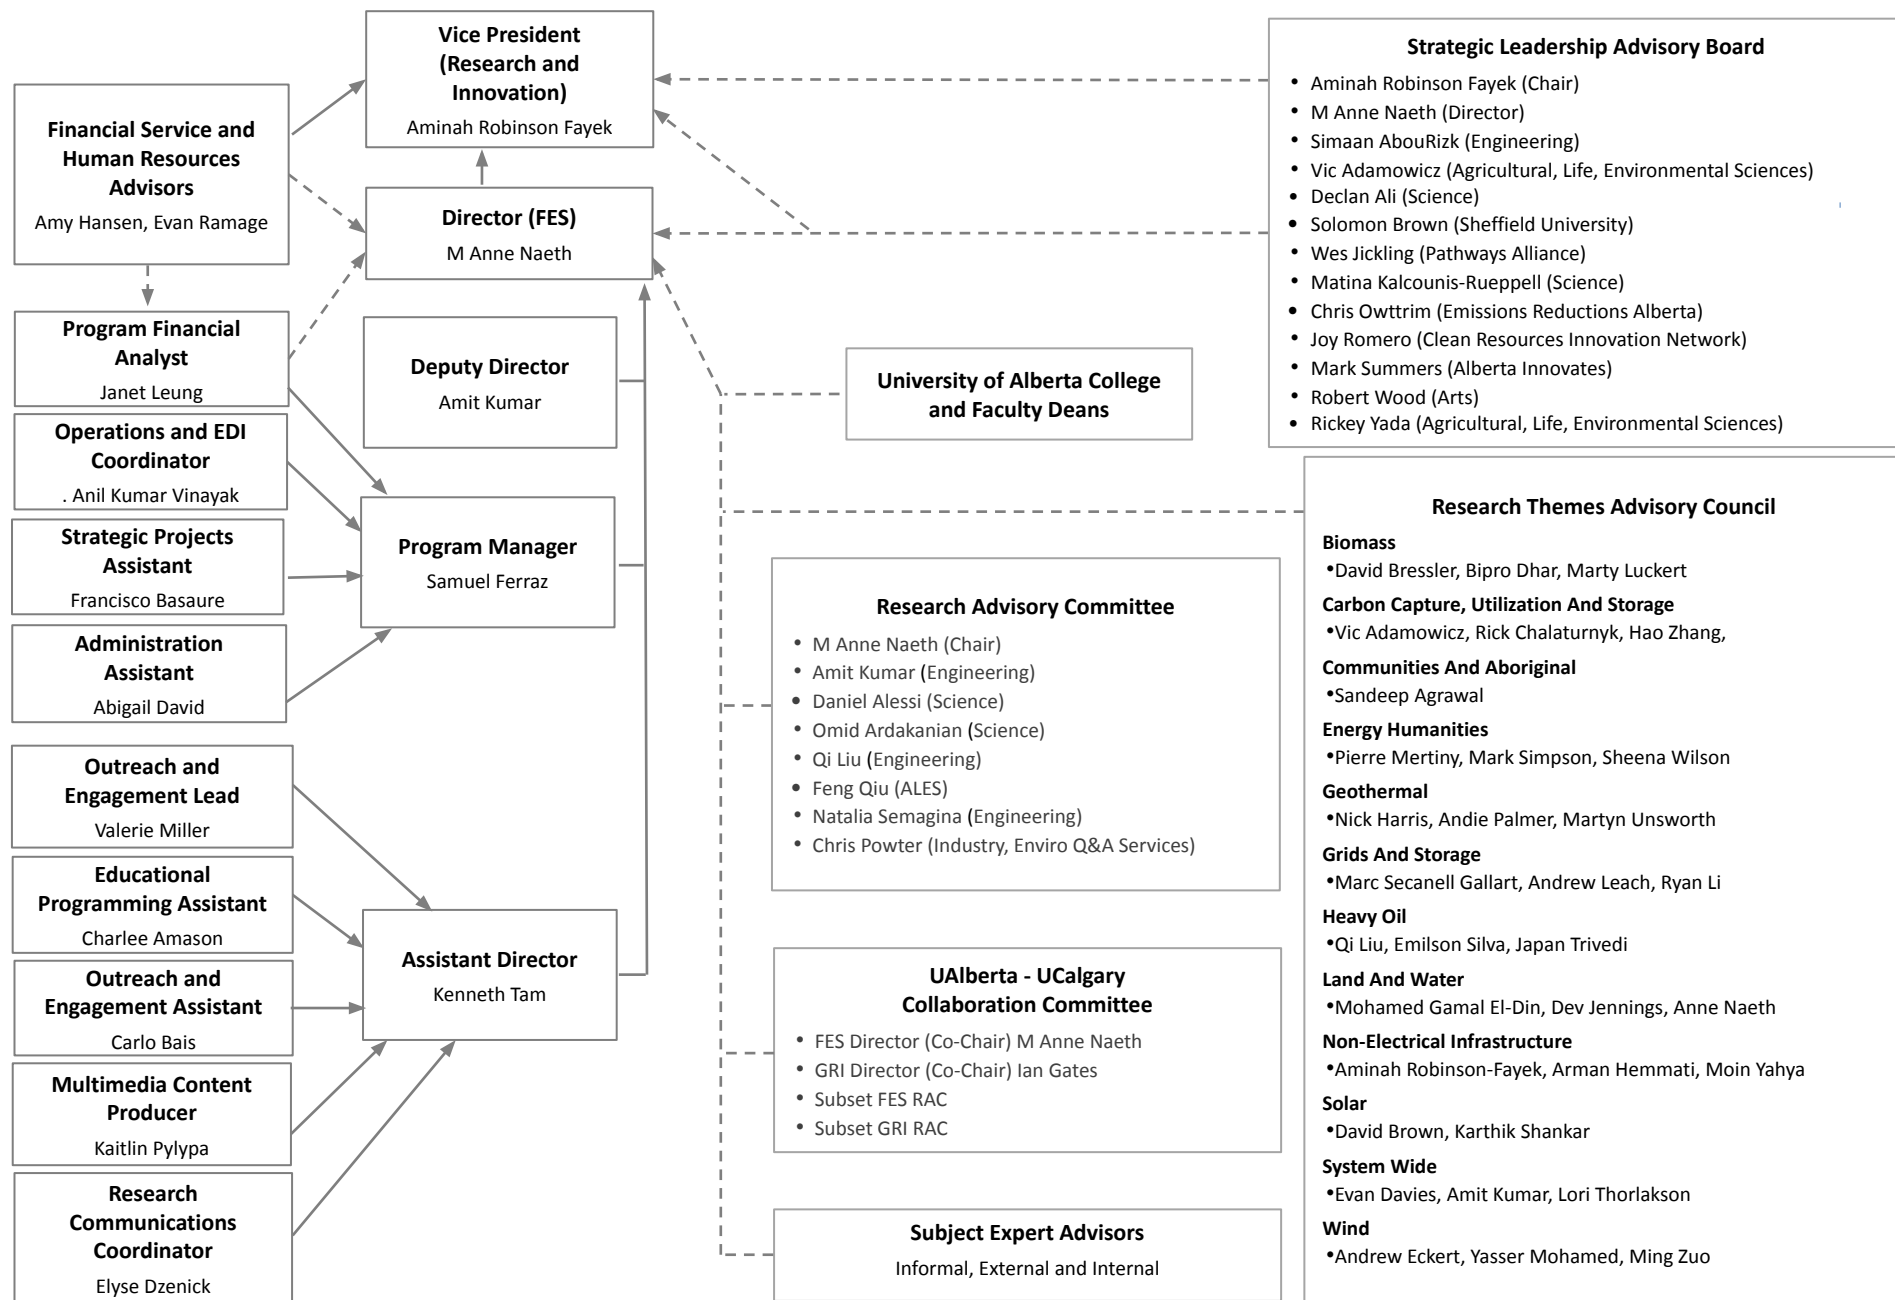 Vice President
(Research and
Innovation)
Aminah Robinson Fayek
Financial Service and
Human Resources
Advisors
Amy Hansen, Evan Ramage
Director (FES)
M Anne Naeth
Program Financial
Analyst
Janet Leung
Deputy Director
Amit Kumar
Operations and EDI
Coordinator
. Anil Kumar Vinayak
Strategic Projects
Assistant
Francisco Basaure
Program Manager
Samuel Ferraz
Administration
Assistant
Abigail David
Outreach and
Engagement Lead
Valerie Miller
Educational
Programming Assistant
Charlee Amason
Outreach and
Engagement Assistant
Carlo Bais
Assistant Director
Kenneth Tam
Multimedia Content
Producer
Kaitlin Pylypa
Research
Communications
Coordinator
Elyse Dzenick
University of Alberta College
and Faculty Deans
Research Advisory Committee
• M Anne Naeth (Chair)
• Amit Kumar (Engineering)
• Daniel Alessi (Science)
• Omid Ardakanian (Science)
• Qi Liu (Engineering)
• Feng Qiu (ALES)
• Natalia Semagina (Engineering)
• Chris Powter (Industry, Enviro Q&A Services)
UAlberta - UCalgary
Collaboration Committee
• FES Director (Co-Chair) M Anne Naeth
• GRI Director (Co-Chair) Ian Gates
• Subset FES RAC
• Subset GRI RAC
Subject Expert Advisors
Informal, External and Internal
Strategic Leadership Advisory Board
• Aminah Robinson Fayek (Chair)
• M Anne Naeth (Director)
• Simaan AbouRizk (Engineering)
• Vic Adamowicz (Agricultural, Life, Environmental Sciences)
• Declan Ali (Science)
• Solomon Brown (Sheffield University)
• Wes Jickling (Pathways Alliance)
• Matina Kalcounis-Rueppell (Science)
• Chris Owttrim (Emissions Reductions Alberta)
• Joy Romero (Clean Resources Innovation Network)
• Mark Summers (Alberta Innovates)
• Robert Wood (Arts)
• Rickey Yada (Agricultural, Life, Environmental Sciences)
Research Themes Advisory Council
Biomass
•David Bressler, Bipro Dhar, Marty Luckert
Carbon Capture, Utilization And Storage
•Vic Adamowicz, Rick Chalaturnyk, Hao Zhang,
Communities And Aboriginal
•Sandeep Agrawal
Energy Humanities
•Pierre Mertiny, Mark Simpson, Sheena Wilson
Geothermal
•Nick Harris, Andie Palmer, Martyn Unsworth
Grids And Storage
•Marc Secanell Gallart, Andrew Leach, Ryan Li
Heavy Oil
•Qi Liu, Emilson Silva, Japan Trivedi
Land And Water
•Mohamed Gamal El-Din, Dev Jennings, Anne Naeth
Non-Electrical Infrastructure
•Aminah Robinson-Fayek, Arman Hemmati, Moin Yahya
Solar
•David Brown, Karthik Shankar
System Wide
•Evan Davies, Amit Kumar, Lori Thorlakson
Wind
•Andrew Eckert, Yasser Mohamed, Ming Zuo